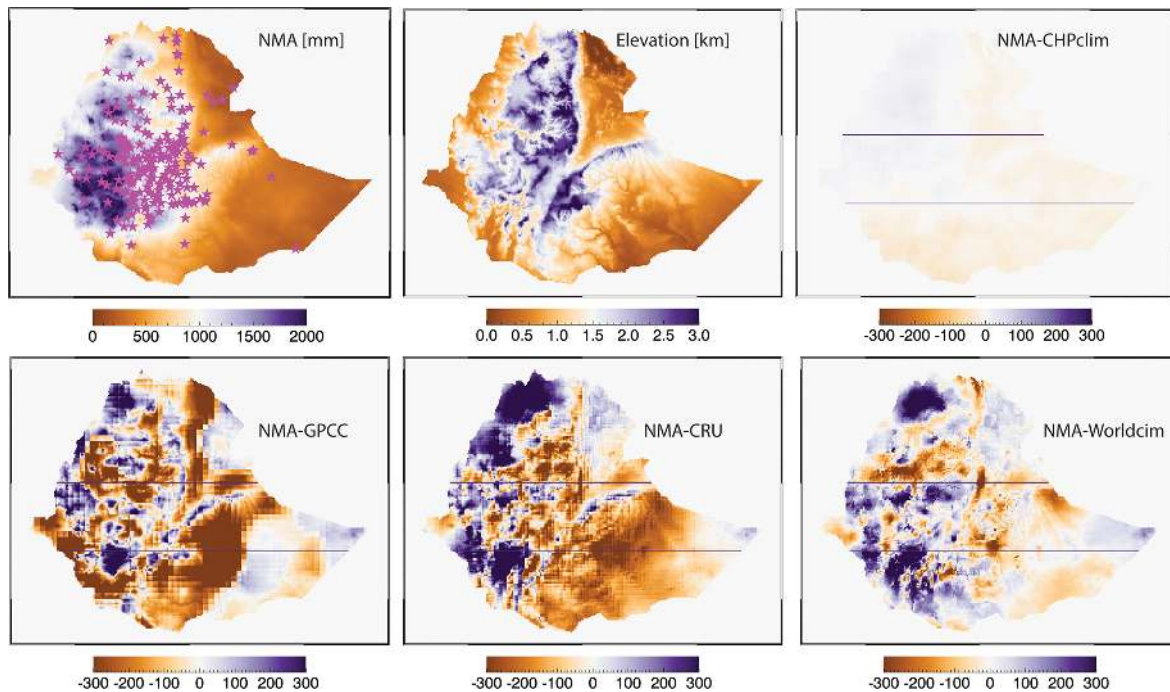 NMA [mm]
Elevation [km]
NMA-CHPclim
0 500 1000 1500 2000
0.0 0.5 1.0 1.5 2.0 2.5 3.0
-300 -200 -100 0 100 200 300
NMA-GPCC
NMA-CRU
NMA-Worldcim
-300 -200 -100 0 100 200 300
-300 -200 -100 0 100 200 300
-300 -200 -100 0 100 200 300